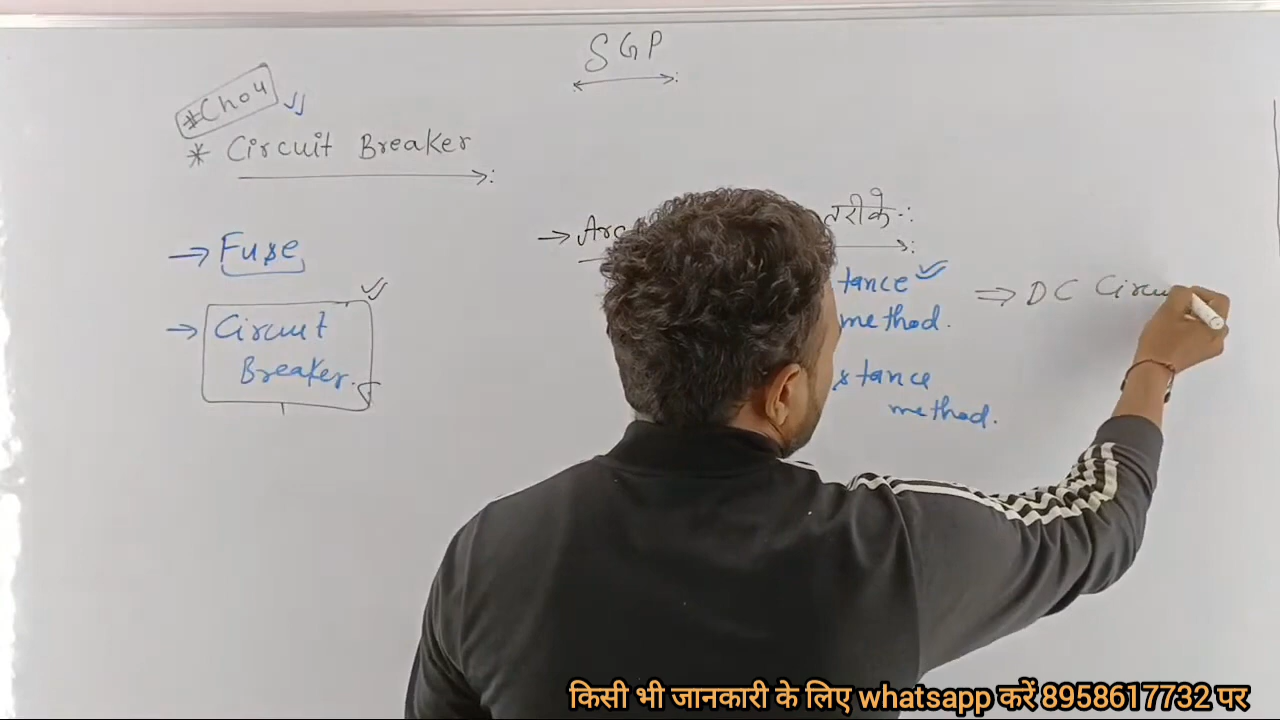 SGP
#Ch04
* Circuit Breaker
→ Fuse
→ Circuit
Breaker.
→ Arc
तरीके-:
tance
method.
⇒ DC Circu
stance
method.
किसी भी जानकारी के लिए whatsapp करें 8958617732 पर